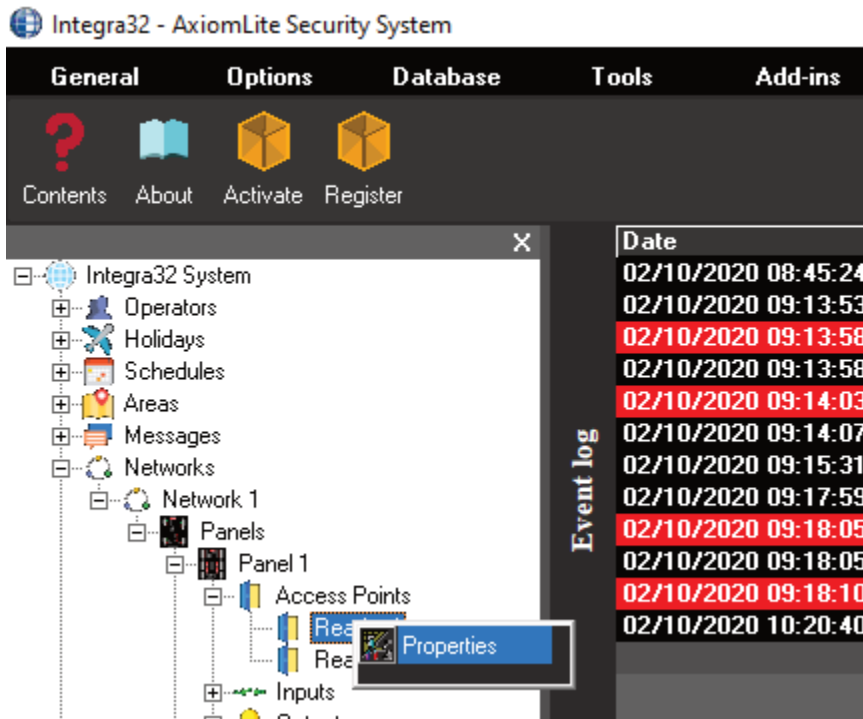 Integra32 - AxiomLite Security System
General Options Database Tools Add-ins
Contents About Activate Register
X
Integra32 System
Operators
Holidays
Schedules
Areas
Messages
Networks
Network 1
Panels
Panel 1
Access Points
Properties
Inputs
Event log
Date
02/10/2020 08:45:24
02/10/2020 09:13:53
02/10/2020 09:13:58
02/10/2020 09:13:58
02/10/2020 09:14:03
02/10/2020 09:14:07
02/10/2020 09:15:31
02/10/2020 09:17:59
02/10/2020 09:18:05
02/10/2020 09:18:05
02/10/2020 09:18:10
02/10/2020 10:20:40